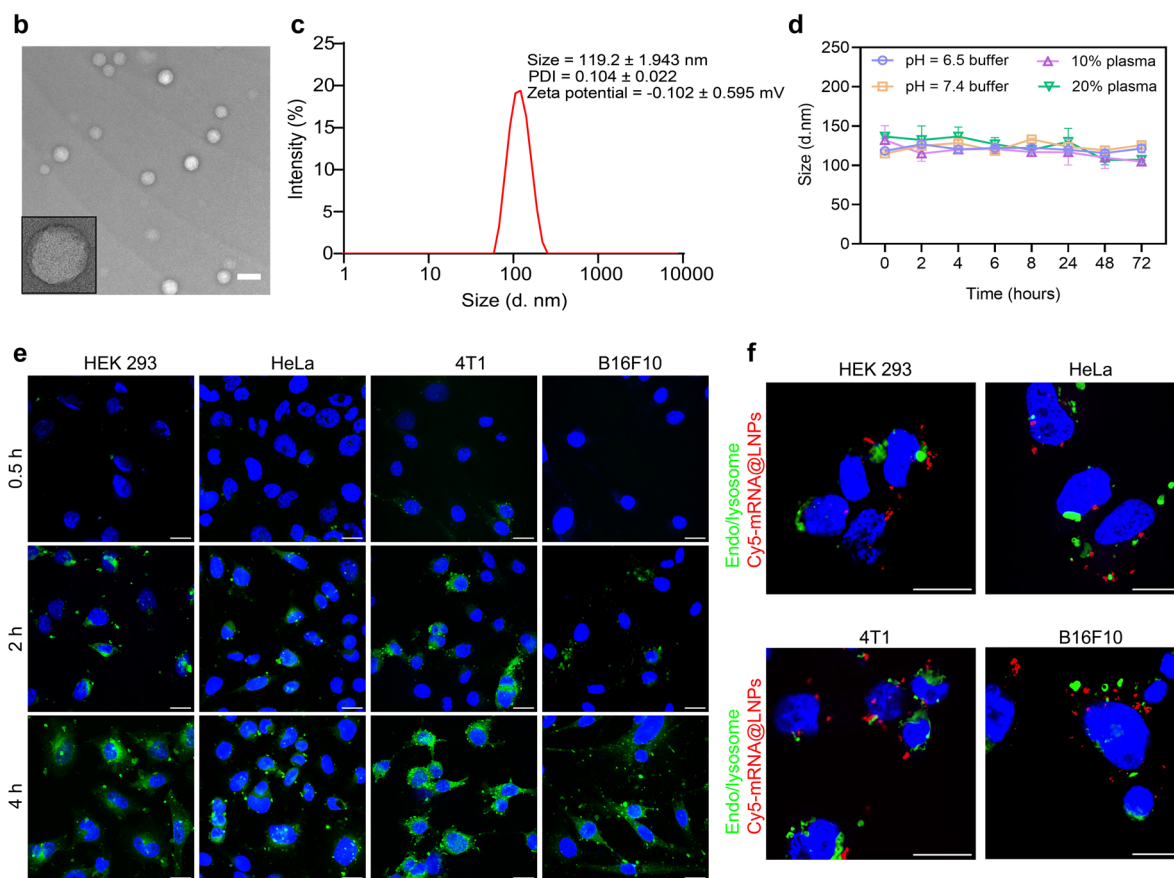 b
c
Size = 119.2 ± 1.943 nm
PDI = 0.104 ± 0.022
Zeta potential = -0.102 ± 0.595 mV
Intensity (%)
25
20
15
10
5
0
1 10 100 1000 10000
Size (d. nm)
d
pH = 6.5 buffer 10% plasma
pH = 7.4 buffer 20% plasma
Size (d.nm)
250
200
150
100
50
0
0 2 4 6 8 24 48 72
Time (hours)
e
HEK 293 HeLa 4T1 B16F10
0.5 h
2 h
4 h
f
HEK 293 HeLa
Endo/lysosome
Cy5-mRNA@LNPs
4T1 B16F10
Endo/lysosome
Cy5-mRNA@LNPs